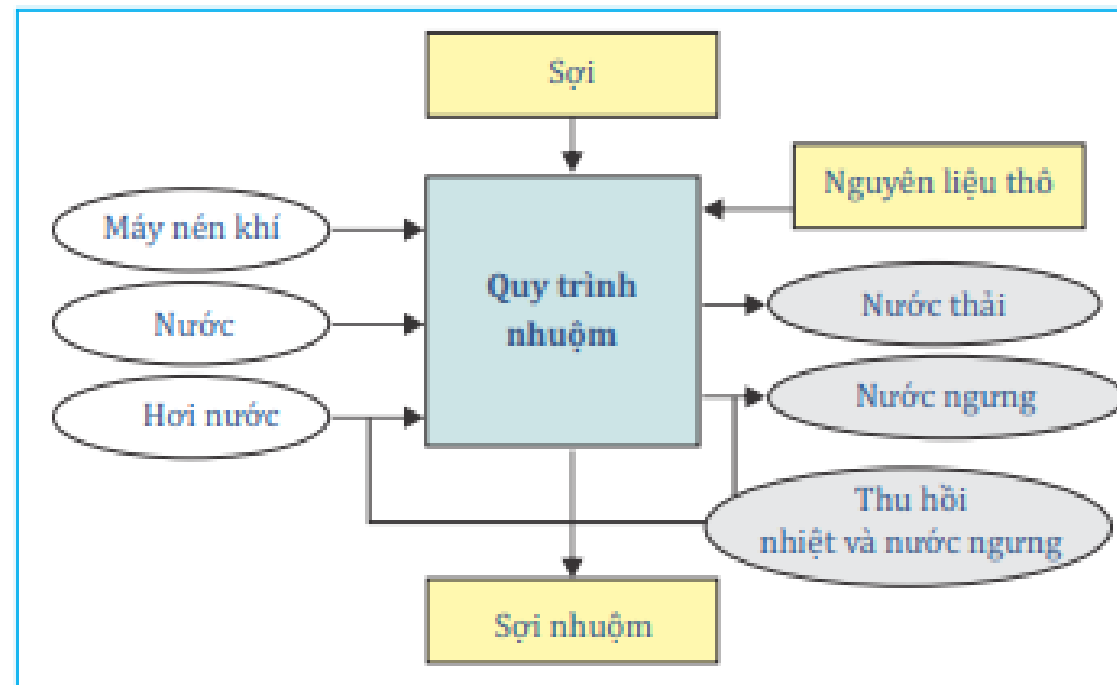 Sợi
Nguyên liệu thô
Máy nén khí
Quy trình
nhuộm
Nước thải
Nước
Nước ngưng
Hơi nước
Thu hồi
nhiệt và nước ngưng
Sợi nhuộm